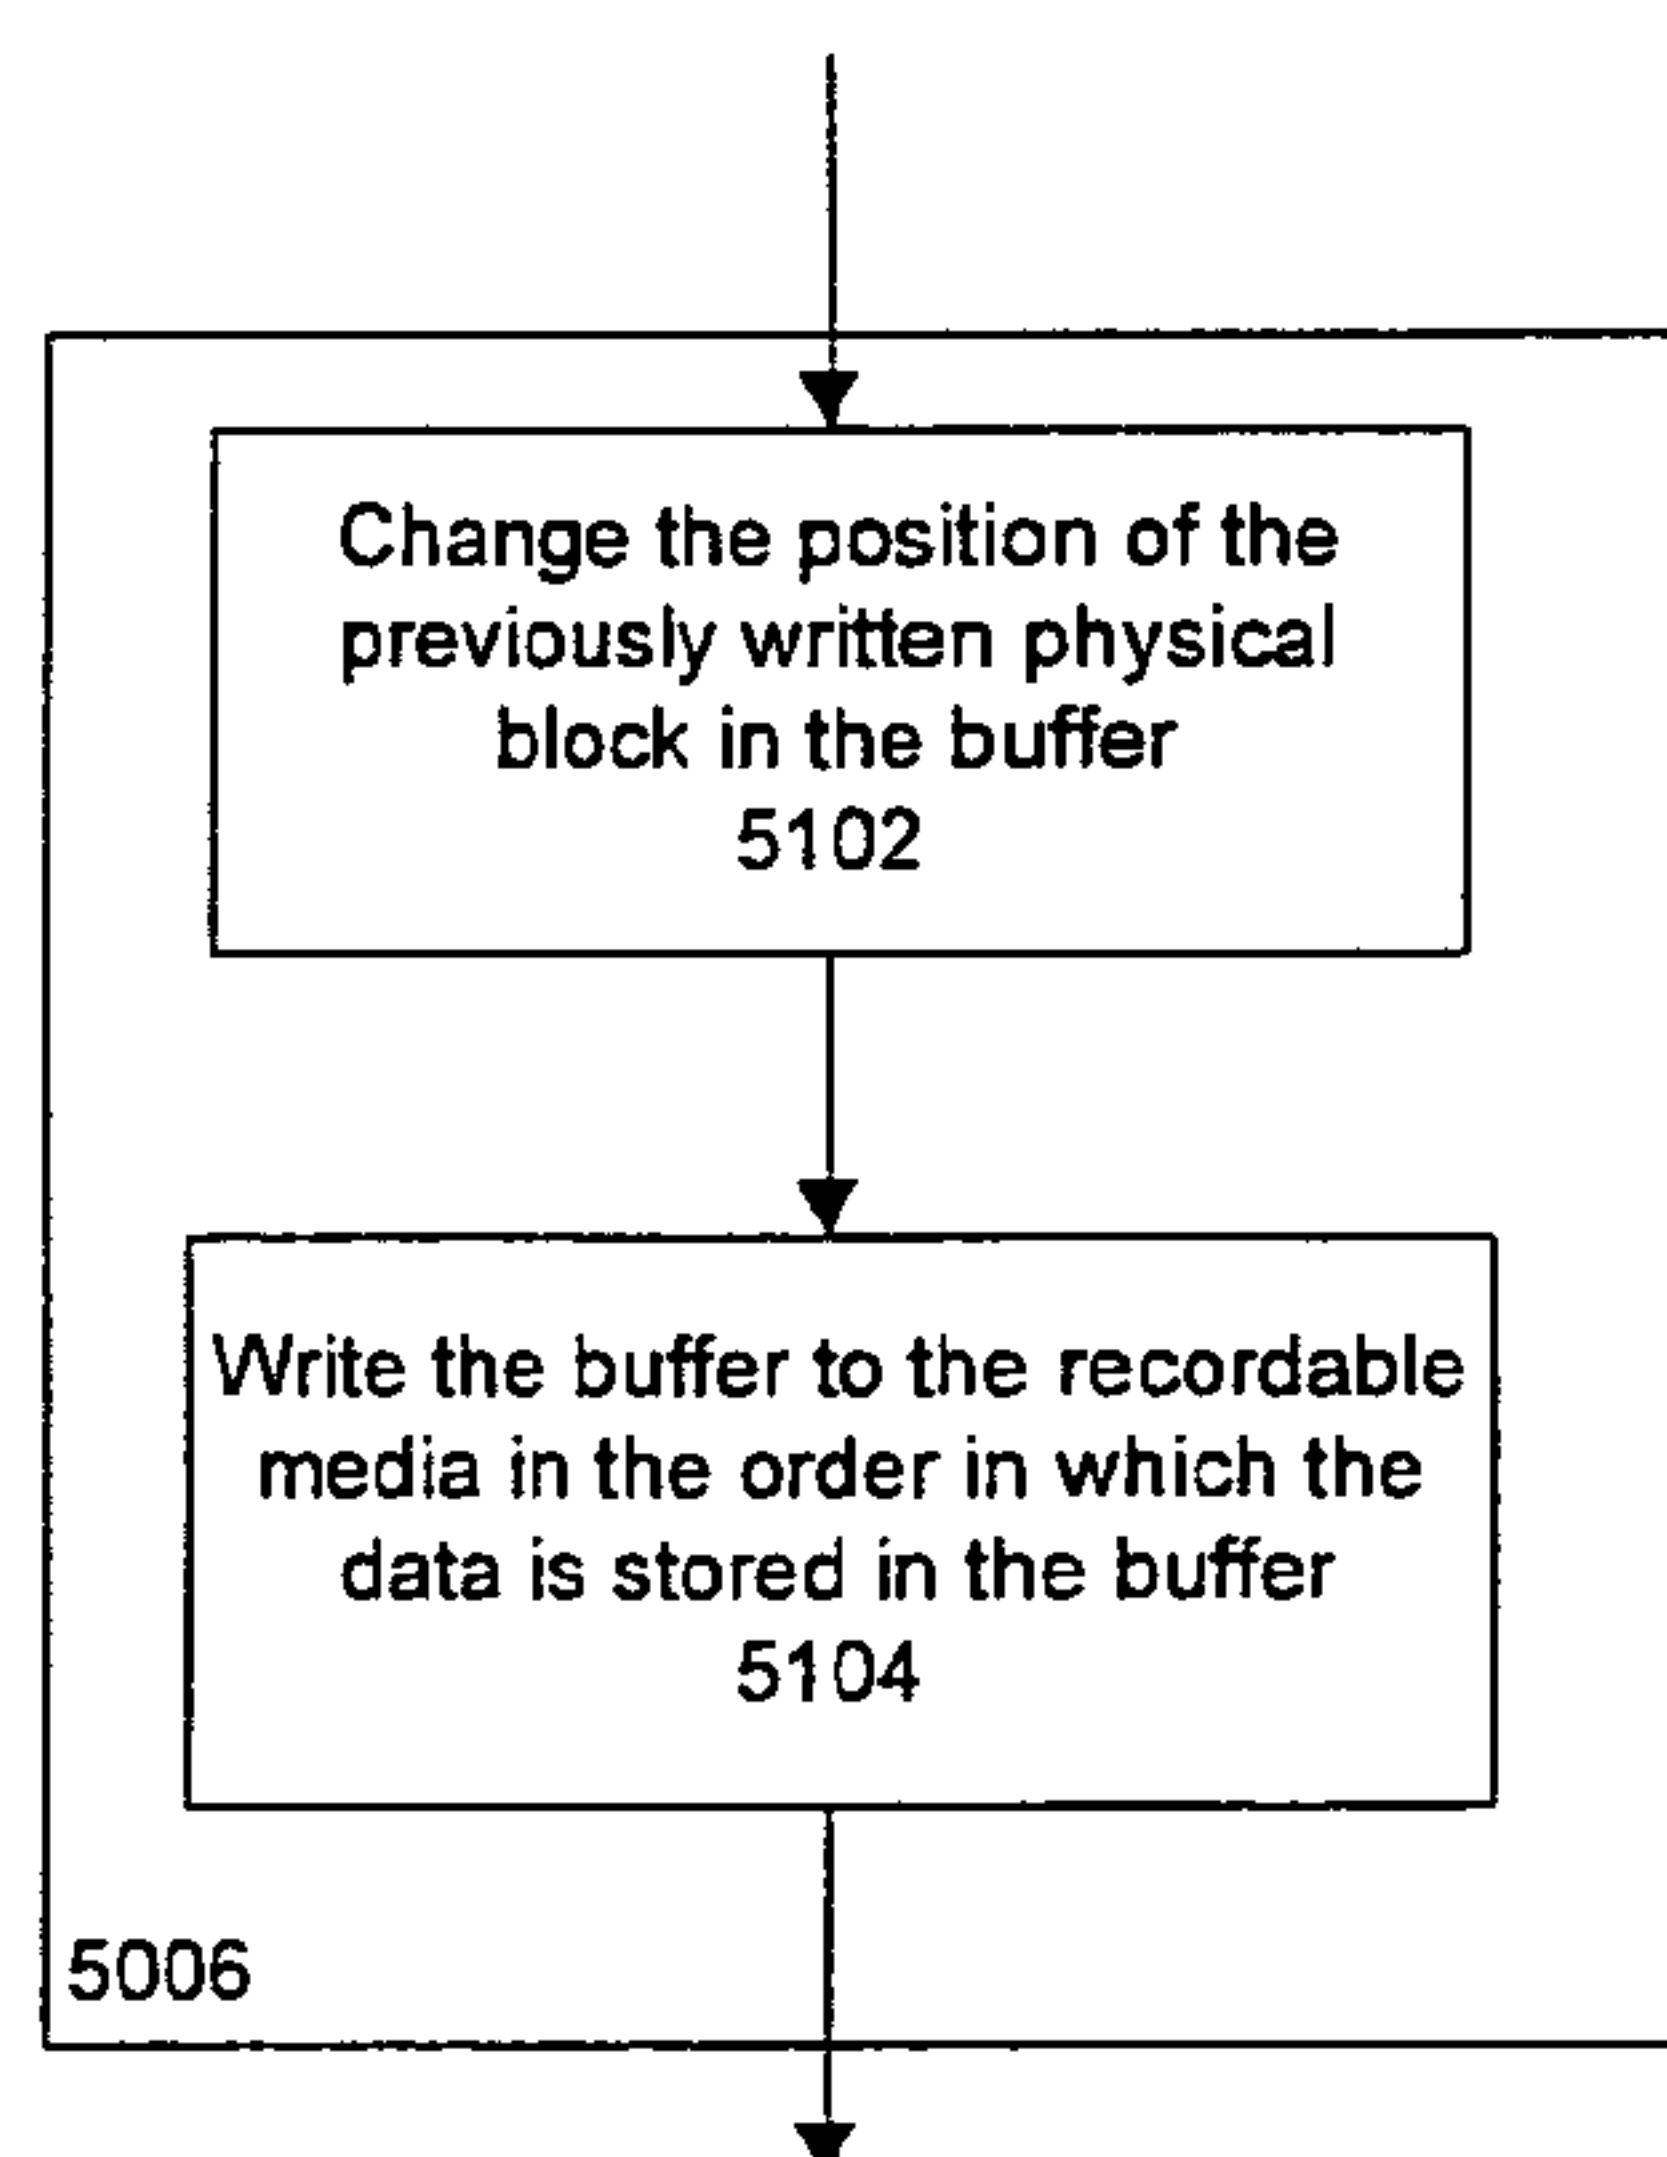 Change the position of the
previously written physical
block in the buffer
5102
Write the buffer to the recordable
media in the order in which the
data is stored in the buffer
5104
5006